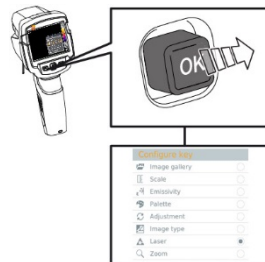 OK
Configure key
Image gallery
Scale
Emissivity
Palette
Adjustment
Image type
Laser
Zoom